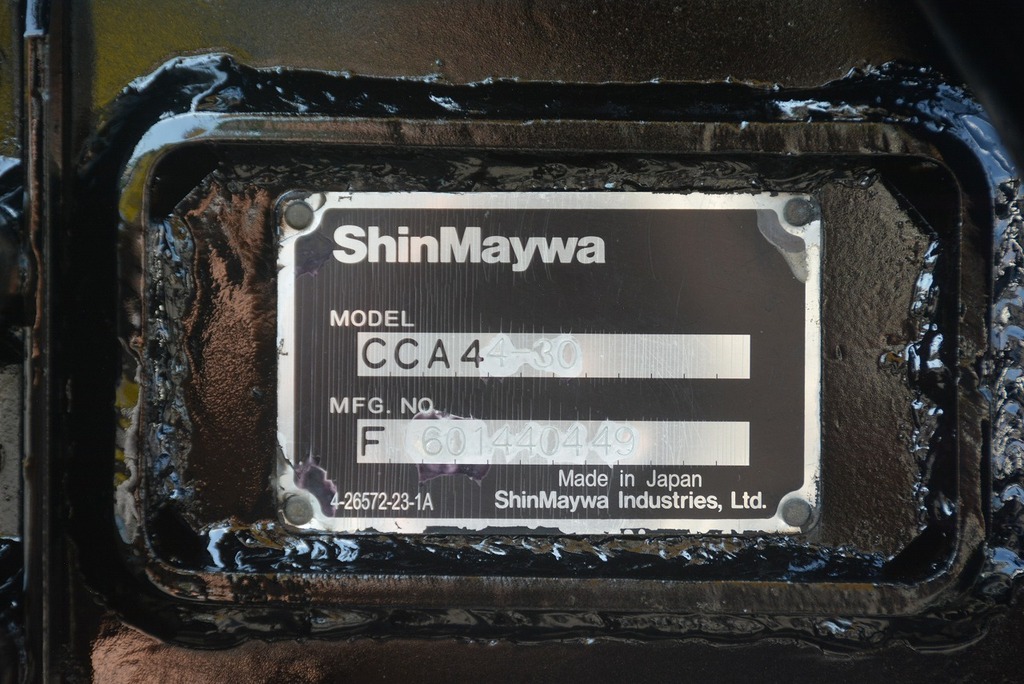 ShinMaywa
MODEL
CCA44-30
MFG. NO.
F 601440449
Made in Japan
4-26572-23-1A
ShinMaywa Industries, Ltd.